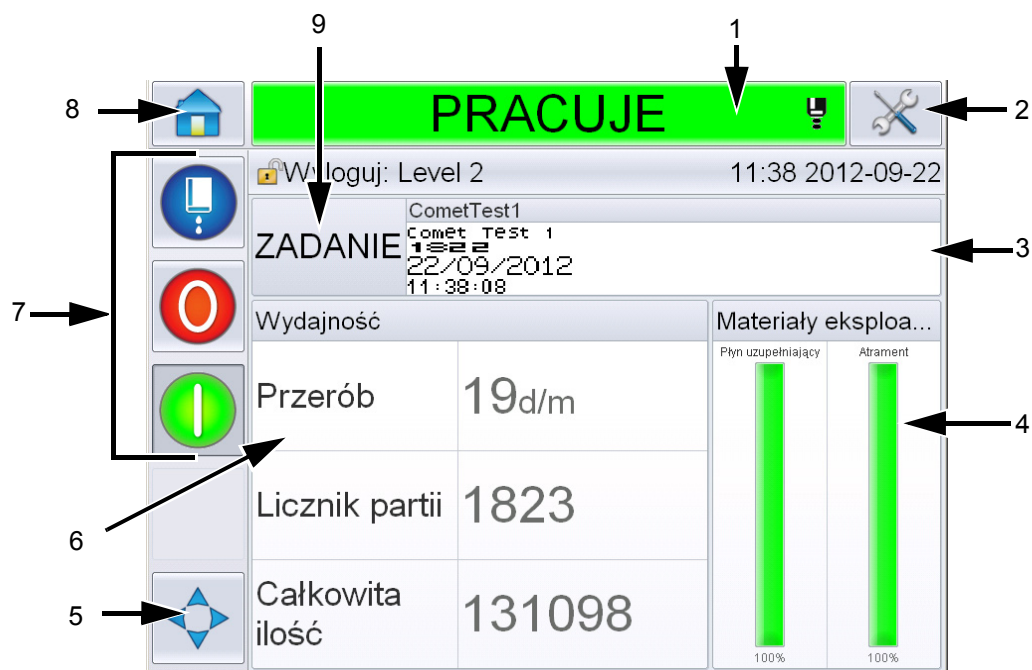 9
1
8
PRACUJE
2
Wyloguj: Level 2
11:38 2012-09-22
CometTest1
ZADANIE
Comet Test 1
1822
22/09/2012
11:38:08
3
7
Wydajność
Materiały eksploa...
Płyn uzupełniający
Atrament
Przerób
19d/m
4
6
Licznik partii
1823
5
Całkowita
ilość
131098
100%
100%